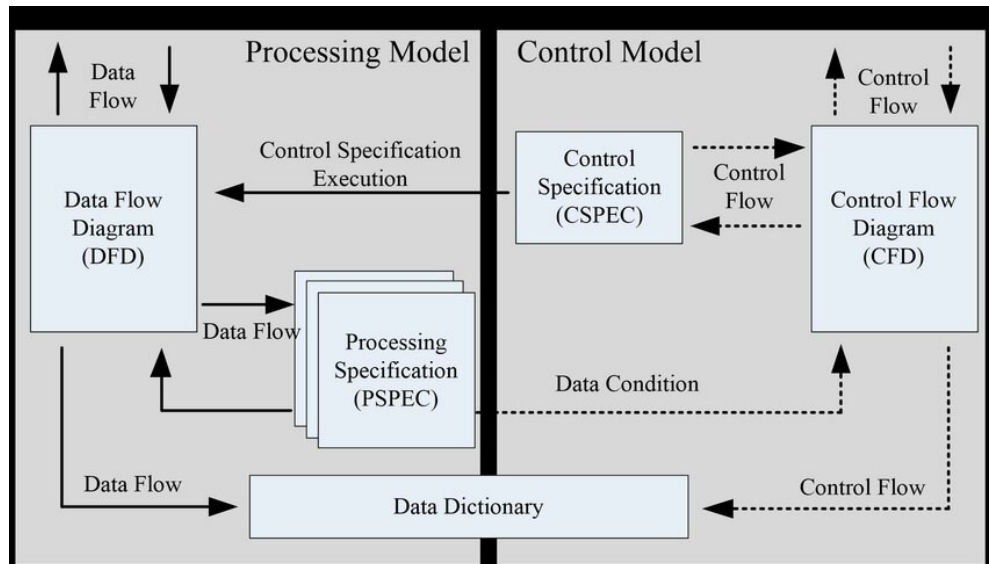 Processing Model
Control Model
Data
Flow
Control
Flow
Control Specification
Execution
Control
Specification
(CSPEC)
Control
Flow
Data Flow
Diagram
(DFD)
Control Flow
Diagram
(CFD)
Data Flow
Processing
Specification
(PSPEC)
Data Condition
Data Flow
Control Flow
Data Dictionary